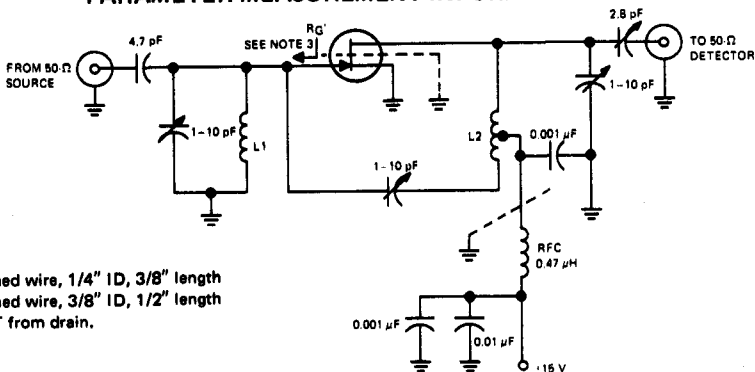 PARAMETER MEASUREMENT
RG'
SEE NOTE 3
4.7 pF
FROM 50-Ω
SOURCE
1–10 pF
L1
1–10 pF
L2
2.8 pF
TO 50-Ω
DETECTOR
1–10 pF
0.001 μF
RFC
0.47 μH
0.001 μF
0.01 μF
15 V
ned wire, 1/4" ID, 3/8" length
ned wire, 3/8" ID, 1/2" length
from drain.